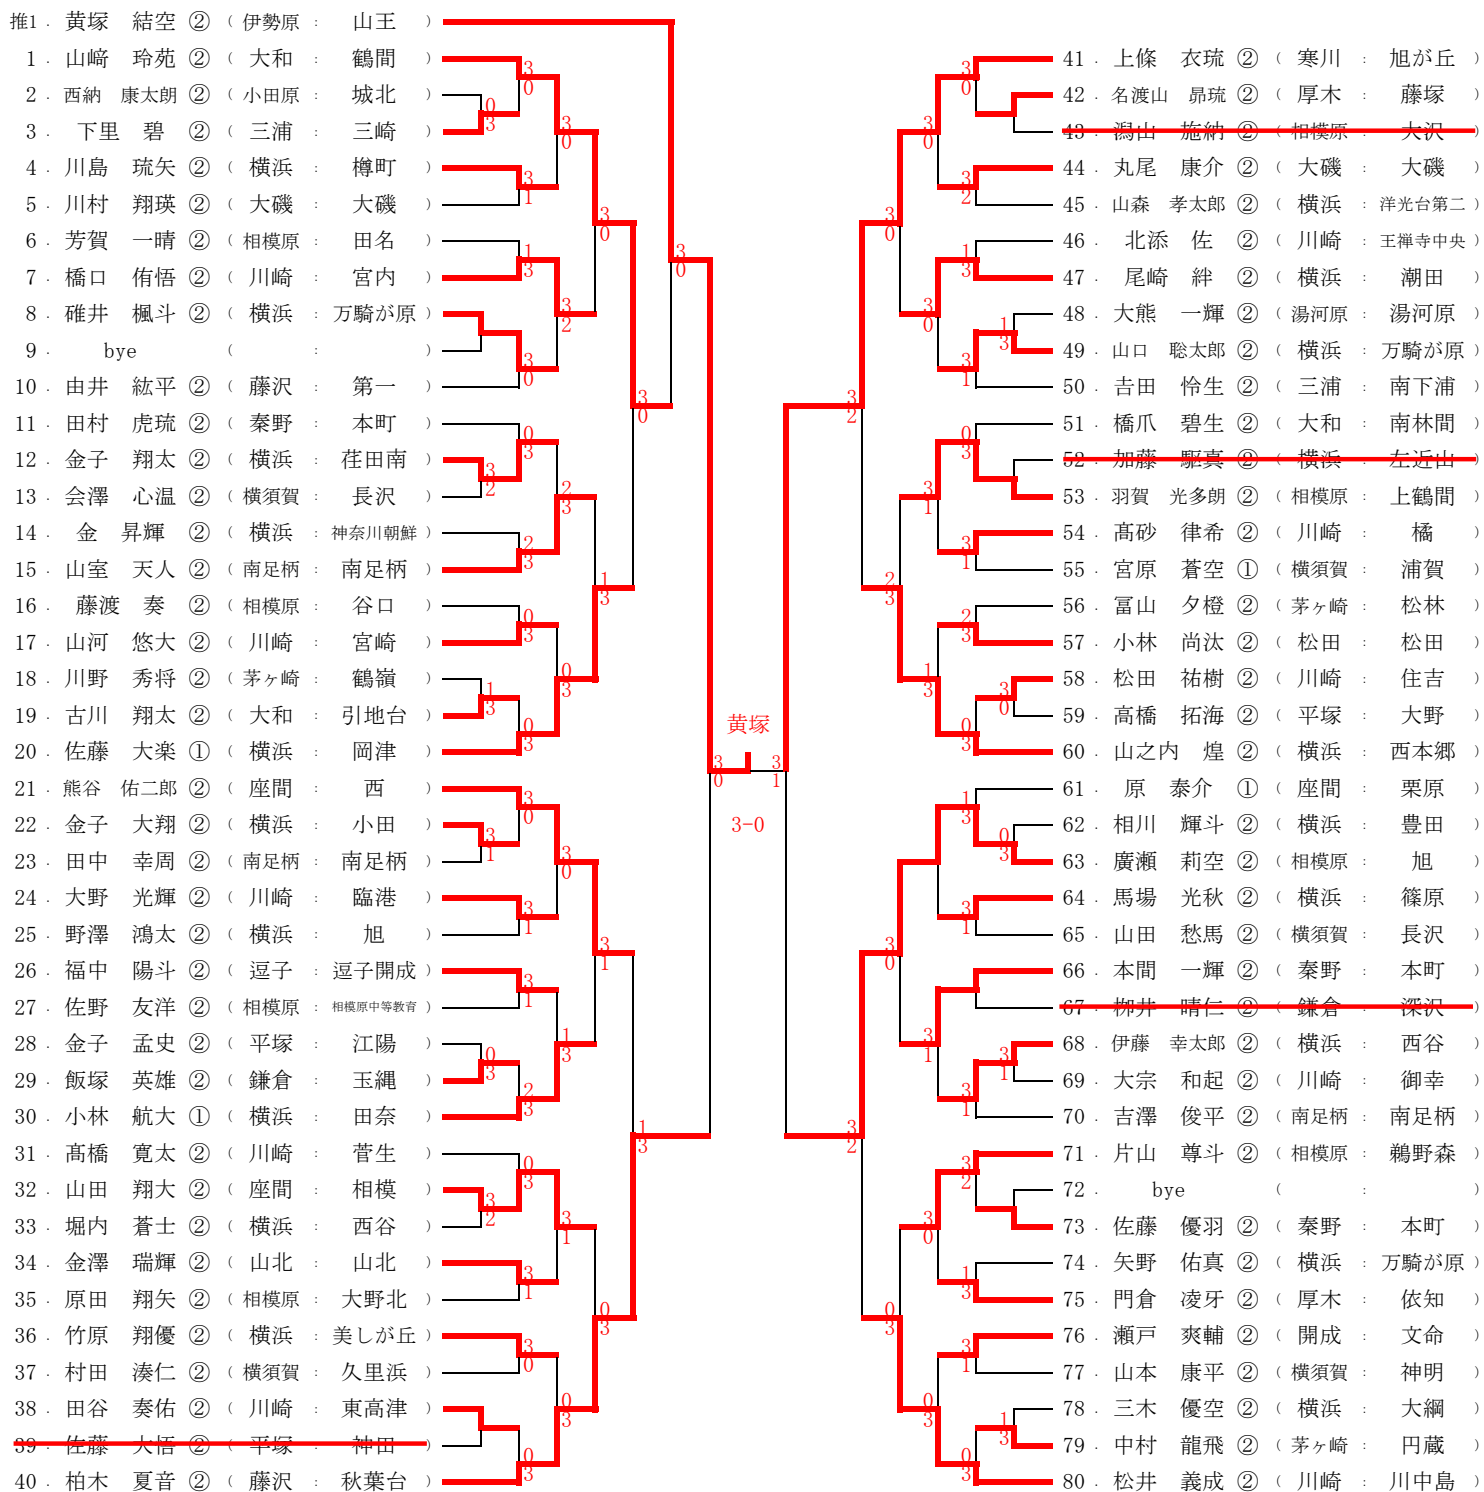 推1 . 黄塚 結空 ② ( 伊勢原 : 山王 )
1 . 山﨑 玲苑 ② ( 大和 : 鶴間 )
2 . 西納 康太朗 ② ( 小田原 : 城北 )
3 . 下里 碧 ② ( 三浦 : 三崎 )
4 . 川島 琉矢 ② ( 横浜 : 樽町 )
5 . 川村 翔瑛 ② ( 大磯 : 大磯 )
6 . 芳賀 一晴 ② ( 相模原 : 田名 )
7 . 橋口 侑悟 ② ( 川崎 : 宮内 )
8 . 碓井 楓斗 ② ( 横浜 : 万騎が原 )
9 . bye ( : )
10 . 由井 紘平 ② ( 藤沢 : 第一 )
11 . 田村 虎琉 ② ( 秦野 : 本町 )
12 . 金子 翔太 ② ( 横浜 : 荏田南 )
13 . 会澤 心温 ② ( 横須賀 : 長沢 )
14 . 金 昇輝 ② ( 横浜 : 神奈川朝鮮 )
15 . 山室 天人 ② ( 南足柄 : 南足柄 )
16 . 藤渡 奏 ② ( 相模原 : 谷口 )
17 . 山河 悠大 ② ( 川崎 : 宮崎 )
18 . 川野 秀将 ② ( 茅ヶ崎 : 鶴嶺 )
19 . 古川 翔太 ② ( 大和 : 引地台 )
20 . 佐藤 大楽 ① ( 横浜 : 岡津 )
21 . 熊谷 佑二郎 ② ( 座間 : 西 )
22 . 金子 大翔 ② ( 横浜 : 小田 )
23 . 田中 幸周 ② ( 南足柄 : 南足柄 )
24 . 大野 光輝 ② ( 川崎 : 臨港 )
25 . 野澤 鴻太 ② ( 横浜 : 旭 )
26 . 福中 陽斗 ② ( 逗子 : 逗子開成 )
27 . 佐野 友洋 ② ( 相模原 : 相模原中等教育 )
28 . 金子 孟史 ② ( 平塚 : 江陽 )
29 . 飯塚 英雄 ② ( 鎌倉 : 玉縄 )
30 . 小林 航大 ① ( 横浜 : 田奈 )
31 . 髙橋 寛太 ② ( 川崎 : 菅生 )
32 . 山田 翔大 ② ( 座間 : 相模 )
33 . 堀内 蒼士 ② ( 横浜 : 西谷 )
34 . 金澤 瑞輝 ② ( 山北 : 山北 )
35 . 原田 翔矢 ② ( 相模原 : 大野北 )
36 . 竹原 翔優 ② ( 横浜 : 美しが丘 )
37 . 村田 湊仁 ② ( 横須賀 : 久里浜 )
38 . 田谷 奏佑 ② ( 川崎 : 東高津 )
39 . 佐藤 大悟 ② ( 平塚 : 神田 )
40 . 柏木 夏音 ② ( 藤沢 : 秋葉台 )
黄塚
3 0
3 1
3-0
41 . 上條 衣琉 ② ( 寒川 : 旭が丘 )
42 . 名渡山 昴琉 ② ( 厚木 : 藤塚 )
43 . 潟山 施納 ② ( 相模原 : 大沢 )
44 . 丸尾 康介 ② ( 大磯 : 大磯 )
45 . 山森 孝太郎 ② ( 横浜 : 洋光台第二 )
46 . 北添 佐 ② ( 川崎 : 王禅寺中央 )
47 . 尾崎 絆 ② ( 横浜 : 潮田 )
48 . 大熊 一輝 ② ( 湯河原 : 湯河原 )
49 . 山口 聡太郎 ② ( 横浜 : 万騎が原 )
50 . 吉田 怜生 ② ( 三浦 : 南下浦 )
51 . 橋爪 碧生 ② ( 大和 : 南林間 )
52 . 加藤 駆真 ② ( 横浜 : 左近山 )
53 . 羽賀 光多朗 ② ( 相模原 : 上鶴間 )
54 . 髙砂 律希 ② ( 川崎 : 橘 )
55 . 宮原 蒼空 ① ( 横須賀 : 浦賀 )
56 . 冨山 夕橙 ② ( 茅ヶ崎 : 松林 )
57 . 小林 尚汰 ② ( 松田 : 松田 )
58 . 松田 祐樹 ② ( 川崎 : 住吉 )
59 . 高橋 拓海 ② ( 平塚 : 大野 )
60 . 山之内 煌 ② ( 横浜 : 西本郷 )
61 . 原 泰介 ① ( 座間 : 栗原 )
62 . 相川 輝斗 ② ( 横浜 : 豊田 )
63 . 廣瀬 莉空 ② ( 相模原 : 旭 )
64 . 馬場 光秋 ② ( 横浜 : 篠原 )
65 . 山田 愁馬 ② ( 横須賀 : 長沢 )
66 . 本間 一輝 ② ( 秦野 : 本町 )
67 . 柳井 晴仁 ② ( 鎌倉 : 深沢 )
68 . 伊藤 幸太郎 ② ( 横浜 : 西谷 )
69 . 大宗 和起 ② ( 川崎 : 御幸 )
70 . 吉澤 俊平 ② ( 南足柄 : 南足柄 )
71 . 片山 尊斗 ② ( 相模原 : 鵜野森 )
72 . bye ( : )
73 . 佐藤 優羽 ② ( 秦野 : 本町 )
74 . 矢野 佑真 ② ( 横浜 : 万騎が原 )
75 . 門倉 凌牙 ② ( 厚木 : 依知 )
76 . 瀬戸 爽輔 ② ( 開成 : 文命 )
77 . 山本 康平 ② ( 横須賀 : 神明 )
78 . 三木 優空 ② ( 横浜 : 大綱 )
79 . 中村 龍飛 ② ( 茅ヶ崎 : 円蔵 )
80 . 松井 義成 ② ( 川崎 : 川中島 )